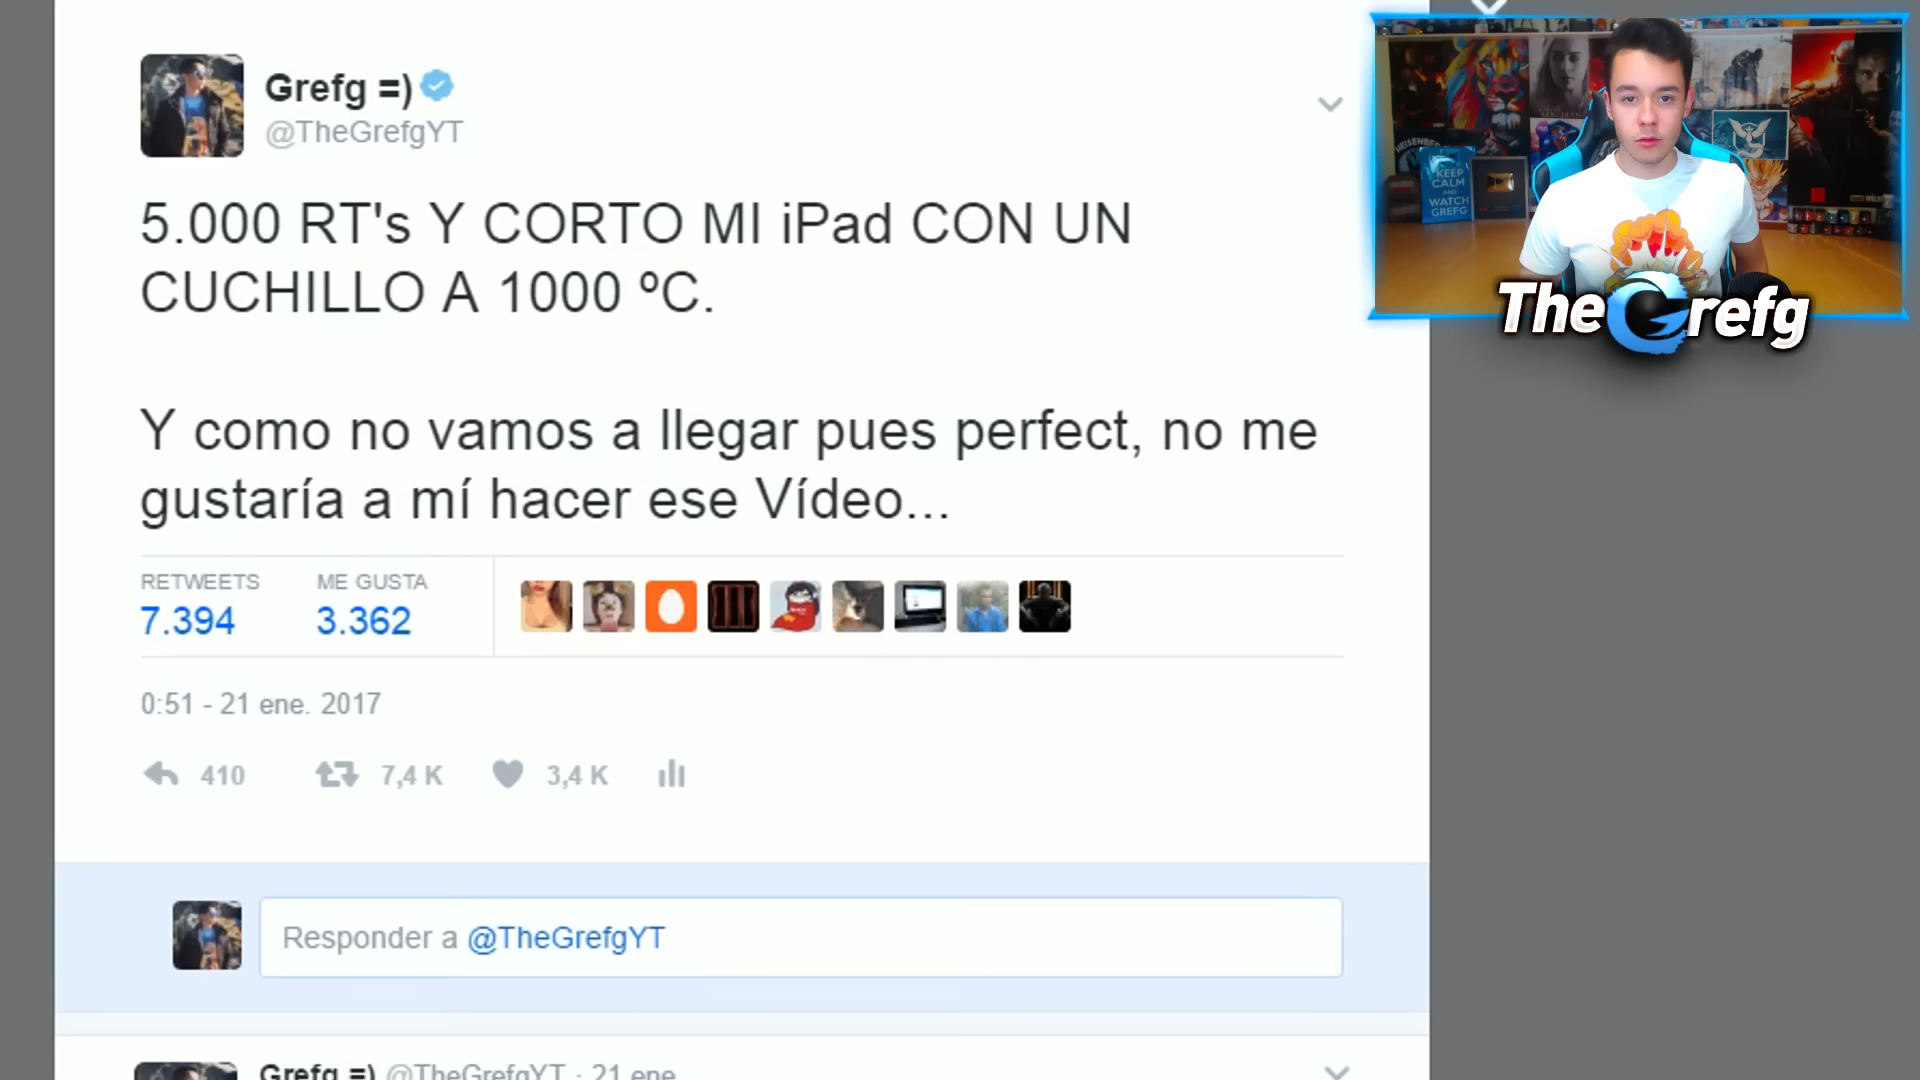 Grefg =)
@TheGrefgYT
5.000 RT's Y CORTO MI iPad CON UN
CUCHILLO A 1000 ºC.
Y como no vamos a llegar pues perfect, no me
gustaría a mí hacer ese Vídeo...
RETWEETS ME GUSTA
7.394 3.362
0:51 - 21 ene. 2017
410 7,4 K 3,4 K
Responder a @TheGrefgYT
Grefg =) @TheGrefgYT · 21 ene.
HEISENBERG
KEEP
CALM
AND
WATCH
GREFG
TheGrefg